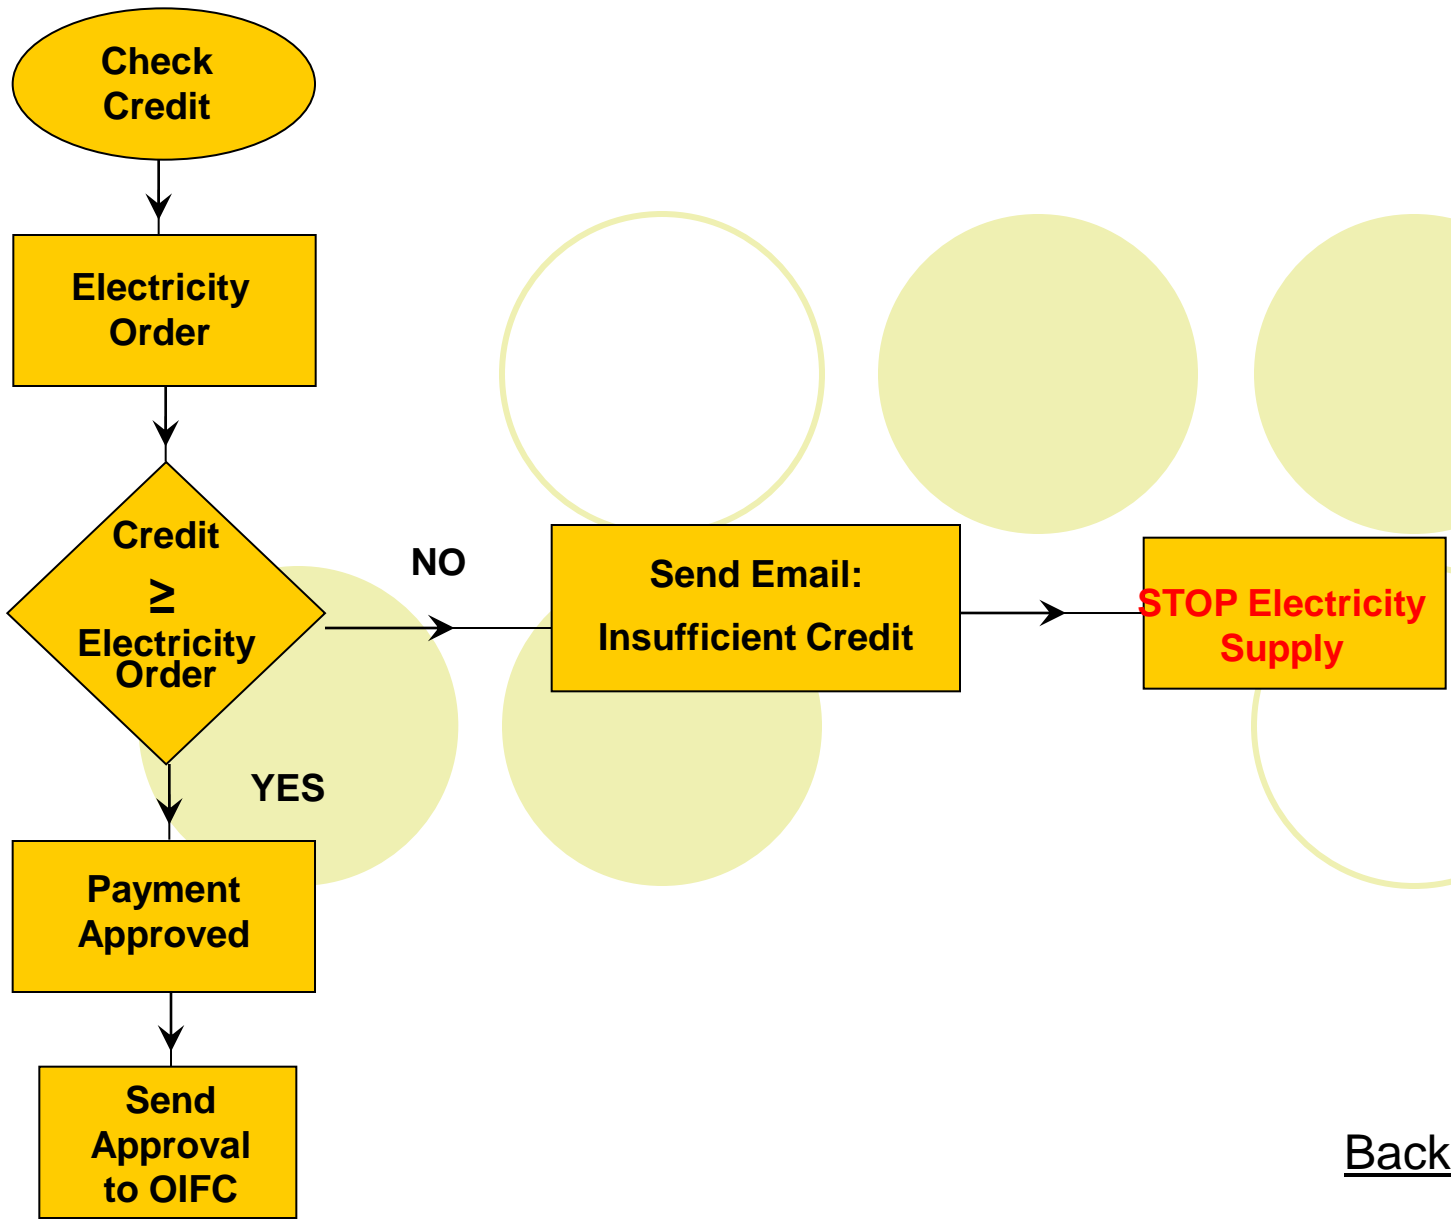 Check
Credit
Electricity
Order
Credit
≥
Electricity
Order
NO
Send Email:
Insufficient Credit
STOP Electricity
Supply
YES
Payment
Approved
Send
Approval
to OIFC
Back